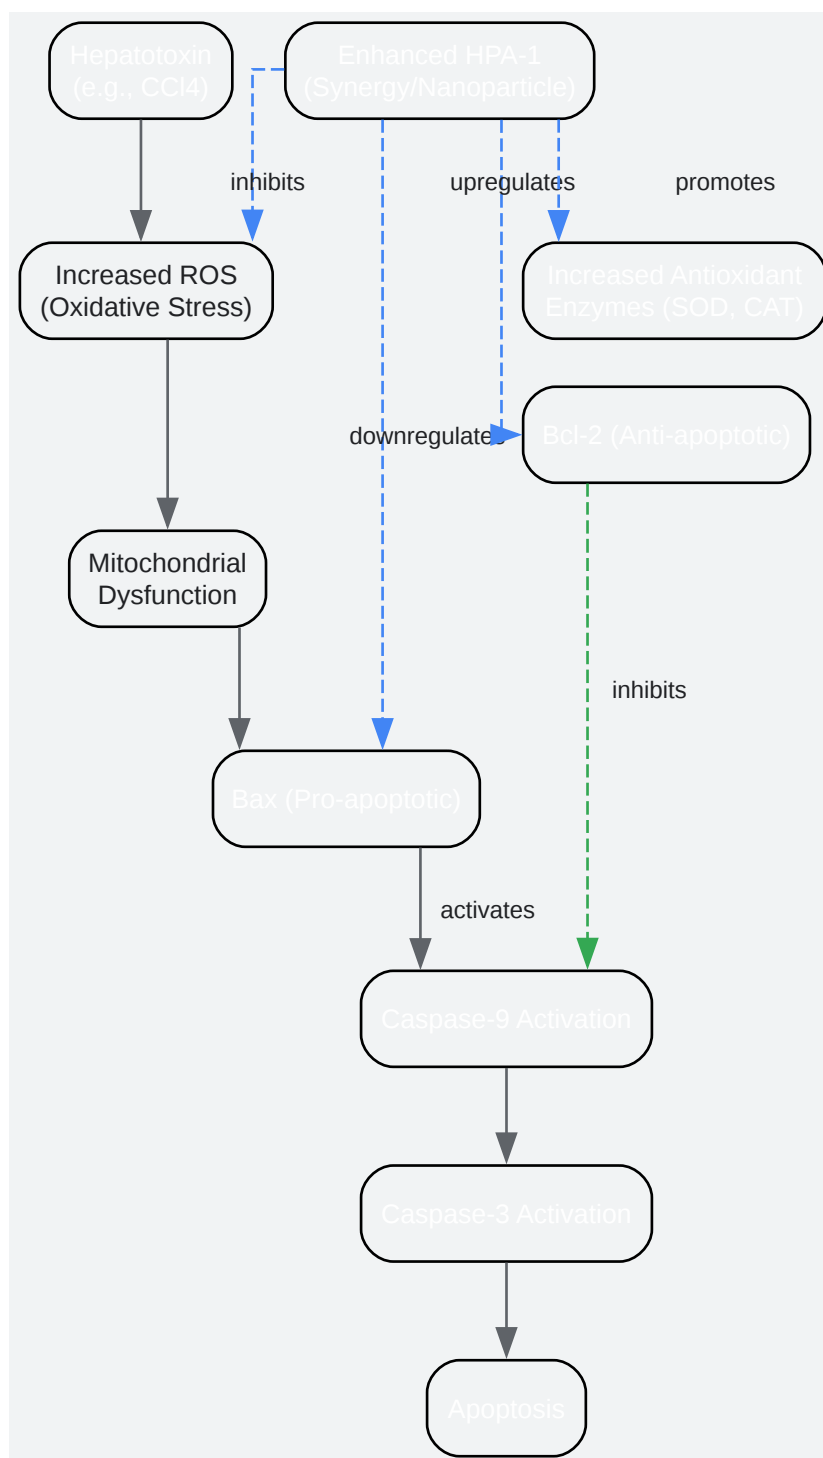 Hepatotoxin
(e.g., CCl4)
Enhanced HPA-1
(Synergy/Nanoparticle)
inhibits
upregulates
promotes
Increased ROS
(Oxidative Stress)
Increased Antioxidant
Enzymes (SOD, CAT)
downregulates
Bcl-2 (Anti-apoptotic)
Mitochondrial
Dysfunction
inhibits
Bax (Pro-apoptotic)
activates
Caspase-9 Activation
Caspase-3 Activation
Apoptosis